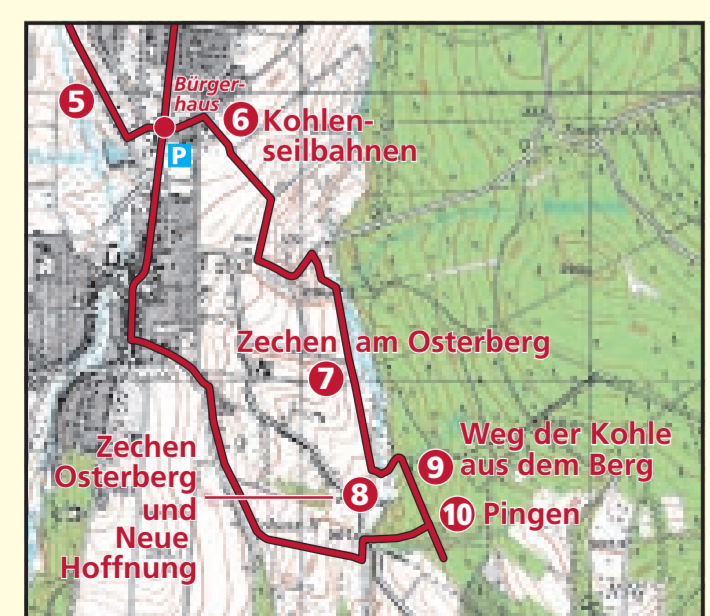 Bürger-
haus
5
6 Kohlen-
seilbahnen
P
Zechen am Osterberg
7
Weg der Kohle
9 aus dem Berg
Zechen
Osterberg
und
Neue
Hoffnung
8
10 Pingen